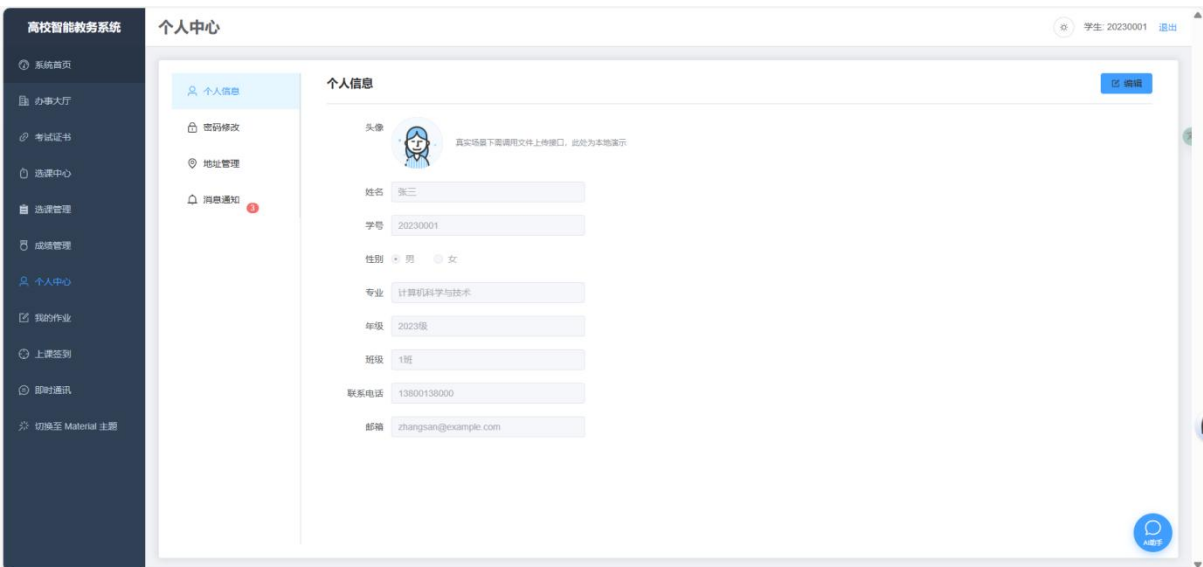 高校智能教务系统
个人中心
学生: 20230001 退出
系统首页
办事大厅
考试证书
选课中心
选课管理
成绩管理
个人中心
我的作业
上课签到
即时通讯
切换至 Material 主题
个人信息
密码修改
地址管理
消息通知 3
个人信息
编辑
头像
真实场景下需调用文件上传接口，此处为本地演示
姓名 张三
学号 20230001
性别 男 女
专业 计算机科学与技术
年级 2023级
班级 1班
联系电话 13800138000
邮箱 zhangsan@example.com
AI助手